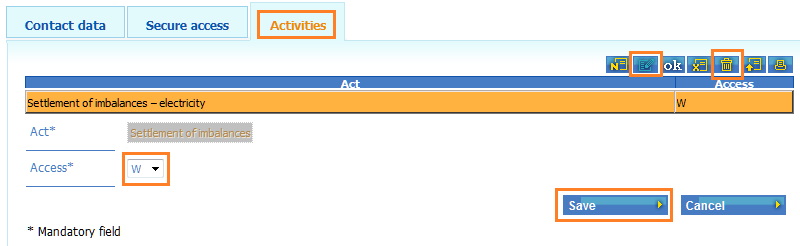 Contact data Secure access Activities
N ok x
Act Access
Settlement of imbalances – electricity W
Act* Settlement of imbalances
Access* W
Save Cancel
* Mandatory field